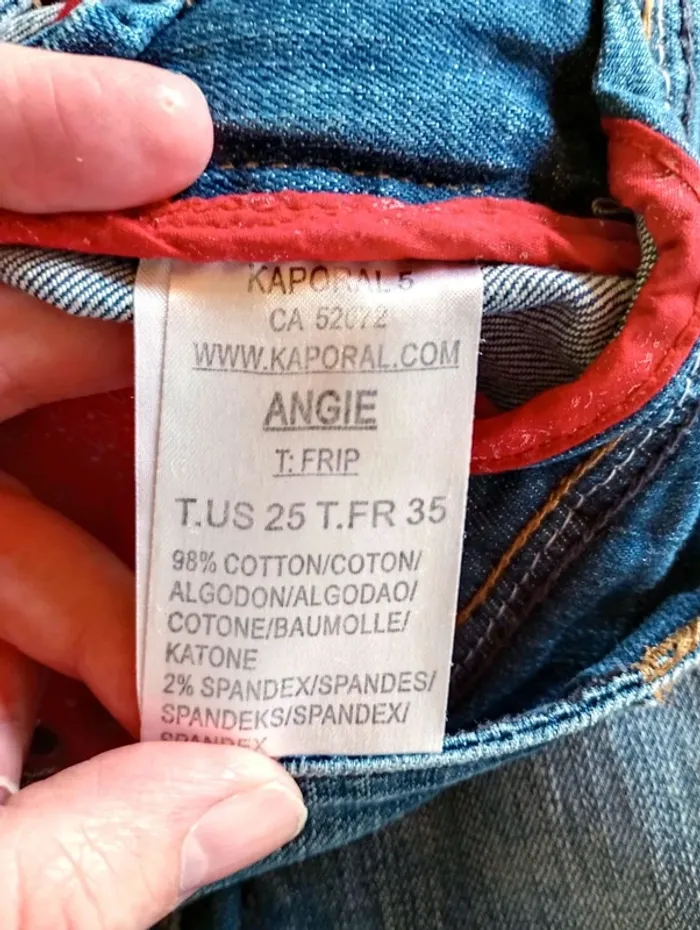 KAPORAL 5
CA 52072
WWW.KAPORAL.COM
ANGIE
T: FRIP
T.US 25 T.FR 35
98% COTTON/COTON/
ALGODON/ALGODAO/
COTONE/BAUMOLLE/
KATONE
2% SPANDEX/SPANDES/
SPANDEKS/SPANDEX/
SPANDEX